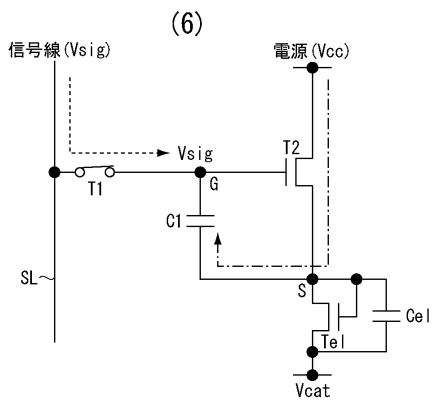 (6)
信号線(Vsig)
電源(Vcc)
Vsig
T2
T1
G
C1
SL
S
Cel
Tel
Vcat